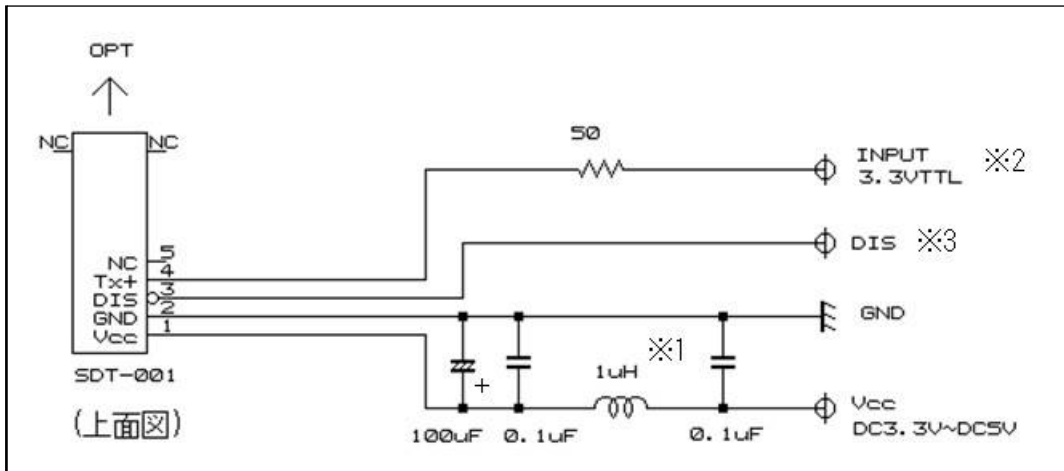 OPT
NC NC
50
INPUT ※2
3.3VTTL
DIS ※3
NC 5
Tx+ 4
DIS 3
GND 2
Vcc 1
GND
SDT-001
(上面図)
※1
1uH
+
100uF 0.1uF 0.1uF
Vcc
DC3.3V~DC5V